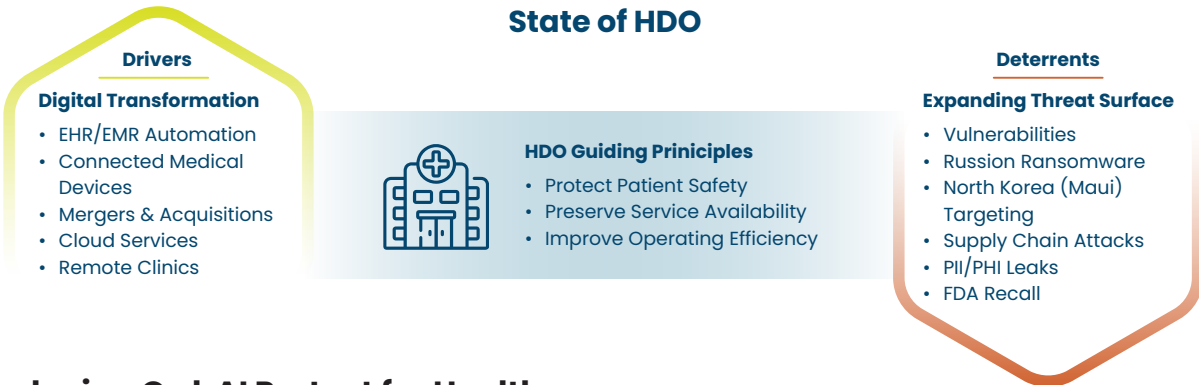 State of HDO
Drivers
Digital Transformation
• EHR/EMR Automation
• Connected Medical
Devices
• Mergers & Acquisitions
• Cloud Services
• Remote Clinics
HDO Guiding Priniciples
• Protect Patient Safety
• Preserve Service Availability
• Improve Operating Efficiency
Deterrents
Expanding Threat Surface
• Vulnerabilities
• Russion Ransomware
• North Korea (Maui)
Targeting
• Supply Chain Attacks
• PII/PHI Leaks
• FDA Recall